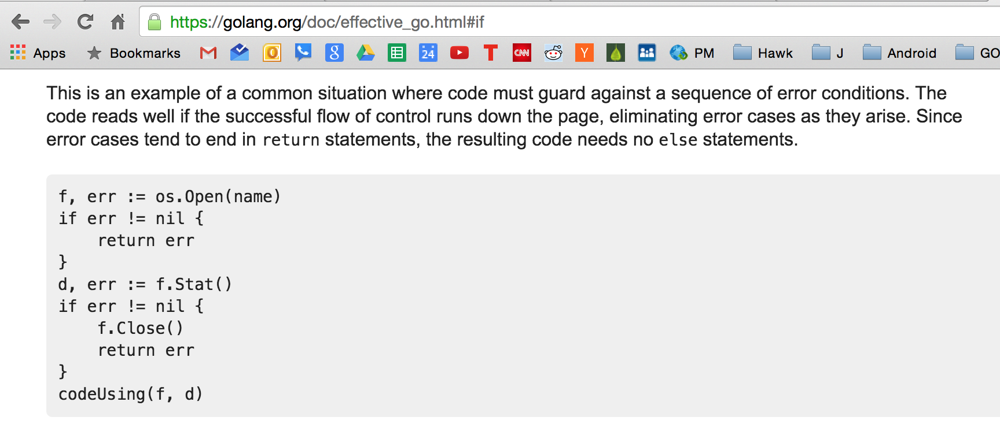 https://golang.org/doc/effective_go.html#if
Apps Bookmarks 8 24 CNN Y PM Hawk J Android GO
This is an example of a common situation where code must guard against a sequence of error conditions. The
code reads well if the successful flow of control runs down the page, eliminating error cases as they arise. Since
error cases tend to end in return statements, the resulting code needs no else statements.
f, err := os.Open(name)
if err != nil {
    return err
}
d, err := f.Stat()
if err != nil {
    f.Close()
    return err
}
codeUsing(f, d)